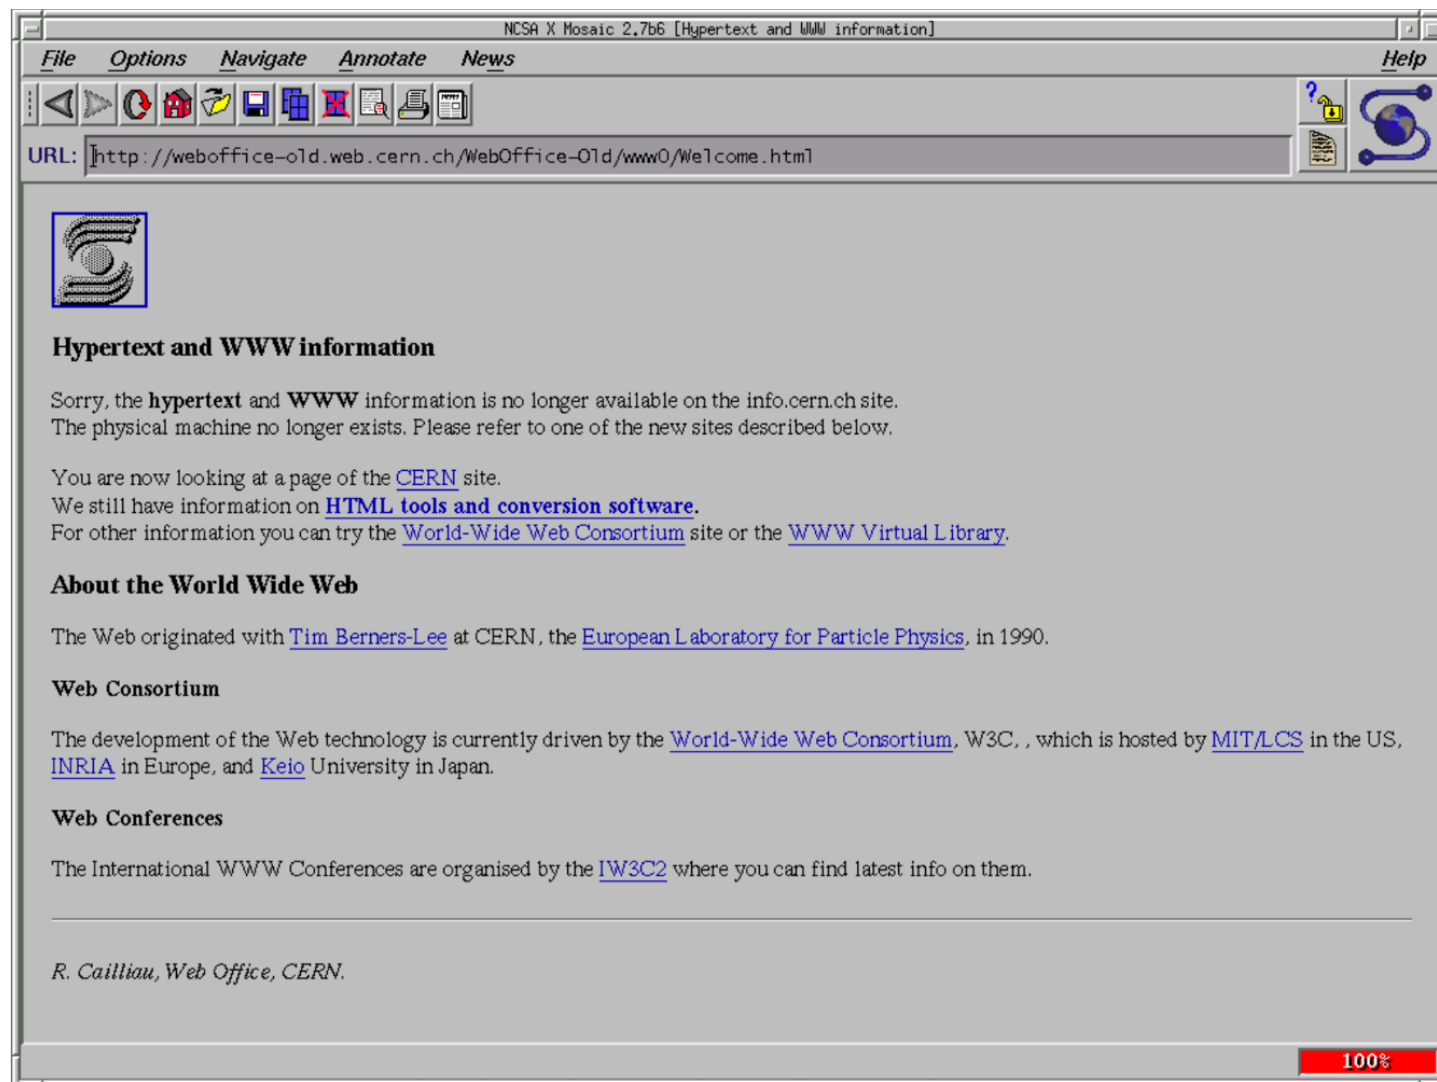 NCSA X Mosaic 2.7b6 [Hypertext and WWW information]
File Options Navigate Annotate News Help
URL: http://weboffice-old.web.cern.ch/WebOffice-Old/www0/Welcome.html
Hypertext and WWW information
Sorry, the hypertext and WWW information is no longer available on the info.cern.ch site.
The physical machine no longer exists. Please refer to one of the new sites described below.
You are now looking at a page of the CERN site.
We still have information on HTML tools and conversion software.
For other information you can try the World-Wide Web Consortium site or the WWW Virtual Library.
About the World Wide Web
The Web originated with Tim Berners-Lee at CERN, the European Laboratory for Particle Physics, in 1990.
Web Consortium
The development of the Web technology is currently driven by the World-Wide Web Consortium, W3C, , which is hosted by MIT/LCS in the US,
INRIA in Europe, and Keio University in Japan.
Web Conferences
The International WWW Conferences are organised by the IW3C2 where you can find latest info on them.
R. Cailliau, Web Office, CERN.
100%